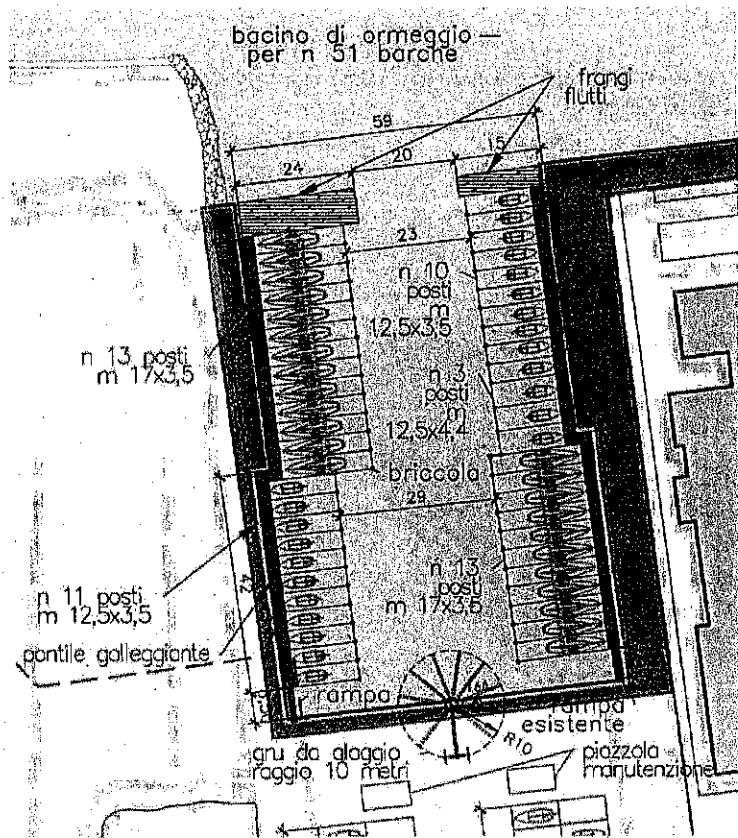 bacino di ormeggio
per n 51 barche
frangi
flutti
59
24
20
15
23
n 10
posti
m
12,5x3,5
n 13 posti
m 17x3,5
n 3
posti
m
12,5x4,4
briccola
29
42
n 11 posti
m 12,5x3,5
n 13
posti
m 17x3,5
pontile galleggiante
rampa
rampa
esistente
R10
gru da alaggio
raggio 10 metri
piazzola
manutenzione